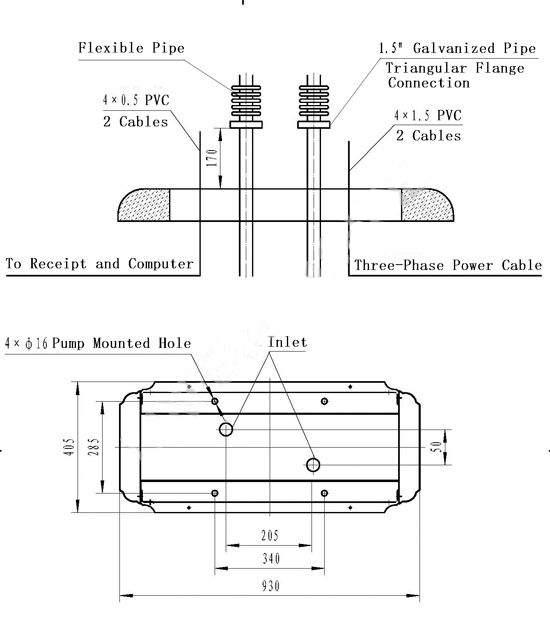 Flexible Pipe
1.5" Galvanized Pipe
Triangular Flange
Connection
4×0.5 PVC
2 Cables
4×1.5 PVC
2 Cables
170
To Receipt and Computer
Three-Phase Power Cable
4×ϕ16 Pump Mounted Hole
Inlet
405
285
50
205
340
930